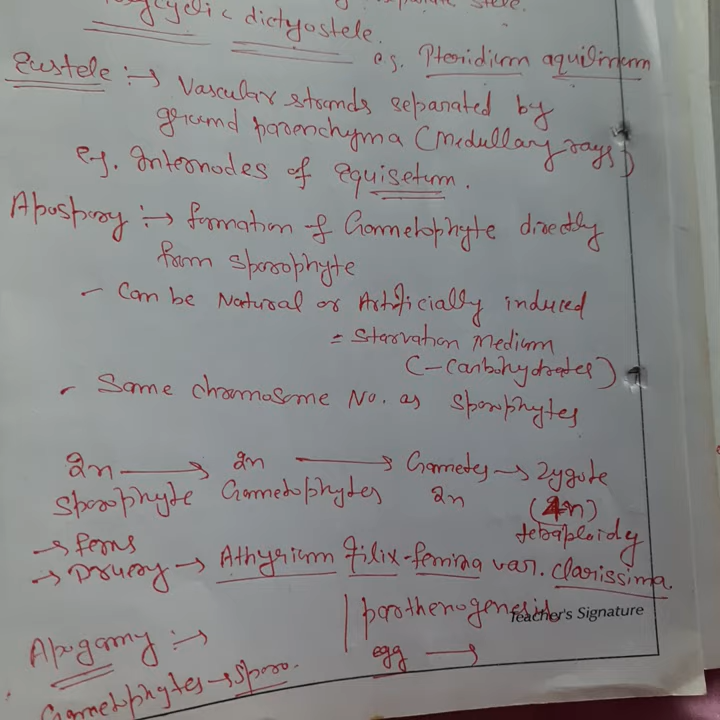 separate stele.
dictyostele.
e.g. Pteridium aquilinum
Eustele :→ Vascular strands separated by
ground parenchyma (Medullary rays)
eg. Internodes of Equisetum.
Apospory :→ formation of Gametophyte directly
from sporophyte
- Can be Natural or Artificially induced
= Starvation Medium
(-Carbohydrates)
- Same chromosome No. as sporophytes
2n → 2n → Gametes → Zygote
Sporophyte Gametophytes 2n (4n)
tetraploidy
→ ferns
→ Druery → Athyrium filix-femina var. clarissima.
Teacher's Signature
Apogamy :→ | parthenogenesis
egg →
Gametophytes → sporo.